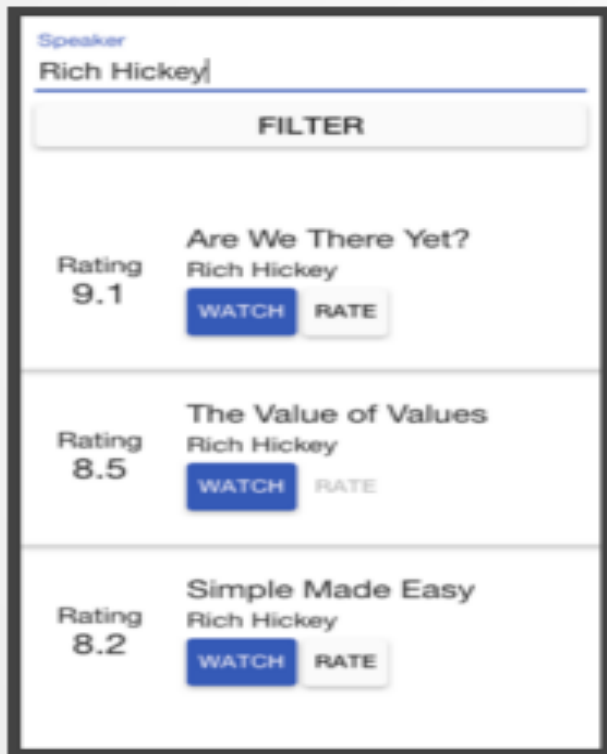 Speaker
Rich Hickey
FILTER
Are We There Yet?
Rating
Rich Hickey
9.1
WATCH RATE
The Value of Values
Rating
Rich Hickey
8.5
WATCH RATE
Simple Made Easy
Rating
Rich Hickey
8.2
WATCH RATE